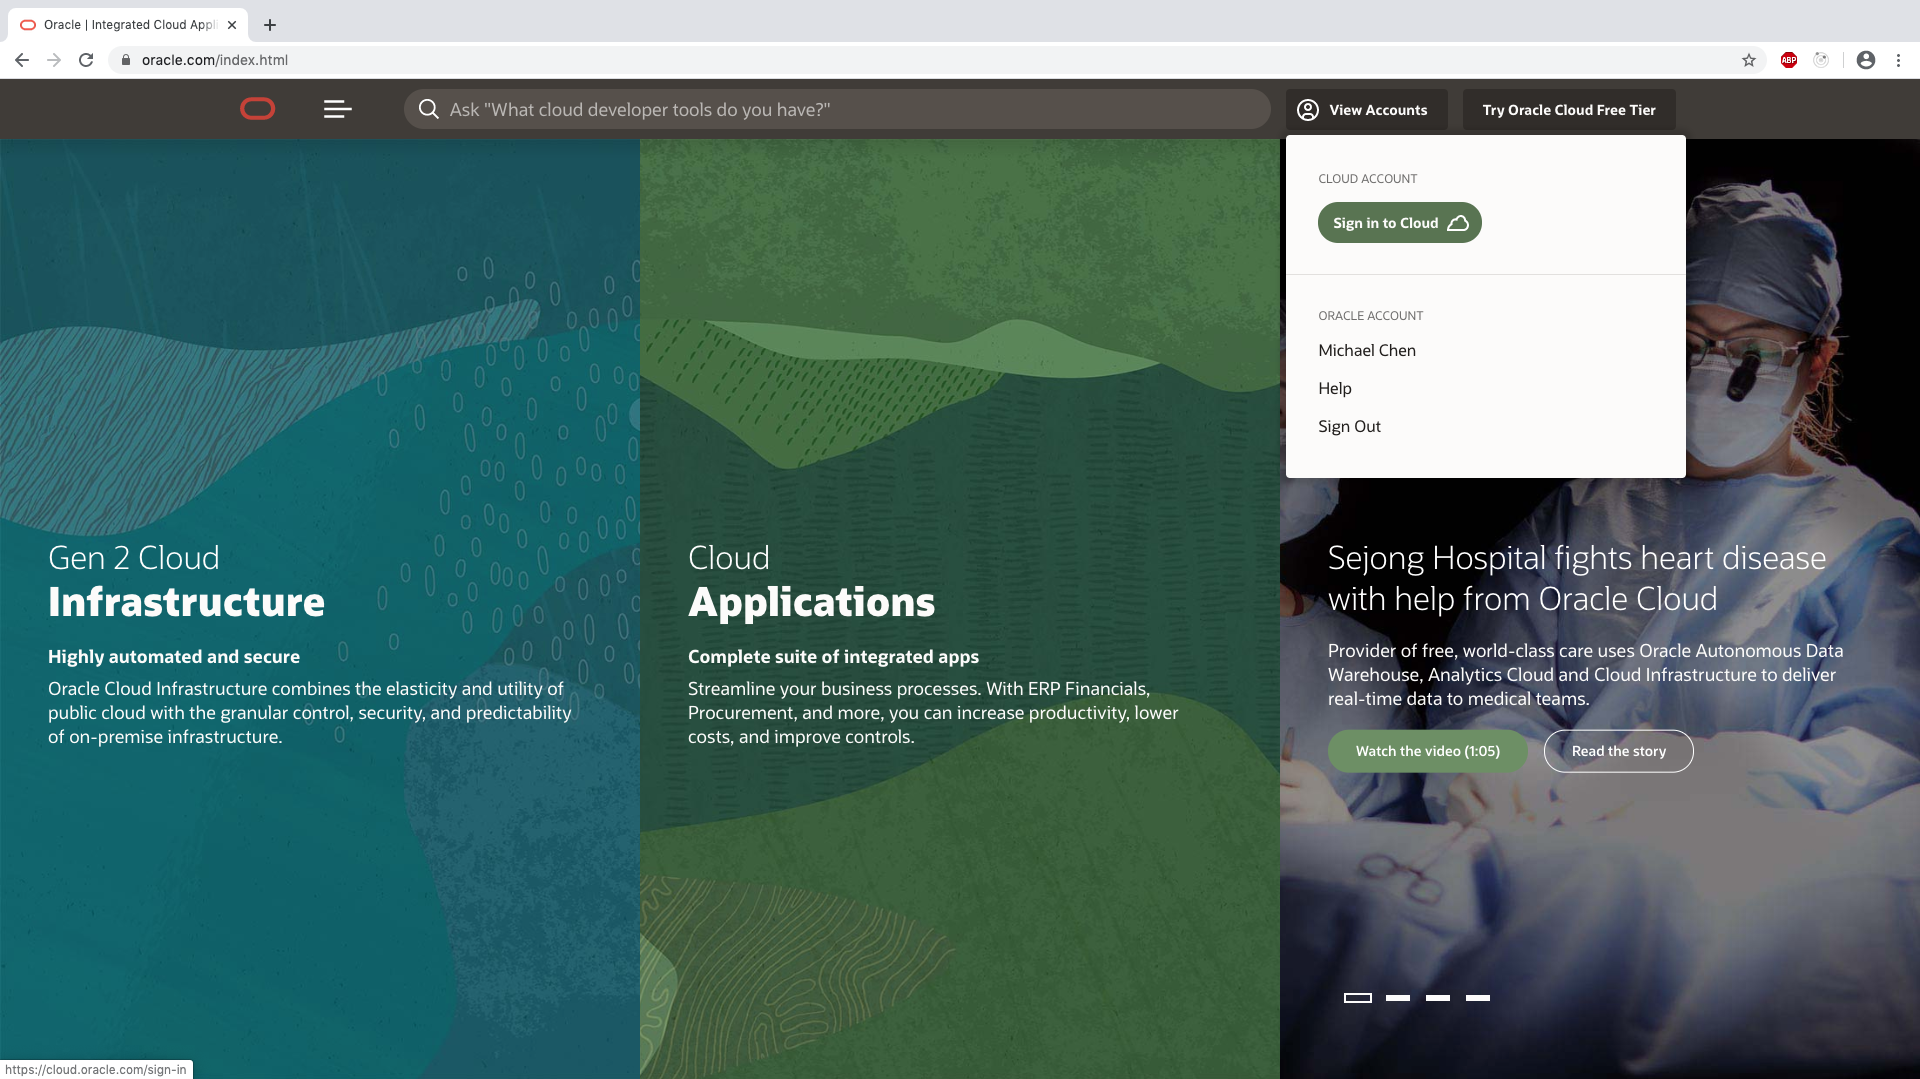 Oracle | Integrated Cloud Appli
oracle.com/index.html
ABP
Ask "What cloud developer tools do you have?"
View Accounts
Try Oracle Cloud Free Tier
CLOUD ACCOUNT
Sign in to Cloud
ORACLE ACCOUNT
Michael Chen
Help
Sign Out
Gen 2 Cloud
Infrastructure
Highly automated and secure
Oracle Cloud Infrastructure combines the elasticity and utility of
public cloud with the granular control, security, and predictability
of on-premise infrastructure.
Cloud
Applications
Complete suite of integrated apps
Streamline your business processes. With ERP Financials,
Procurement, and more, you can increase productivity, lower
costs, and improve controls.
Sejong Hospital fights heart disease
with help from Oracle Cloud
Provider of free, world-class care uses Oracle Autonomous Data
Warehouse, Analytics Cloud and Cloud Infrastructure to deliver
real-time data to medical teams.
Watch the video (1:05)
Read the story
https://cloud.oracle.com/sign-in